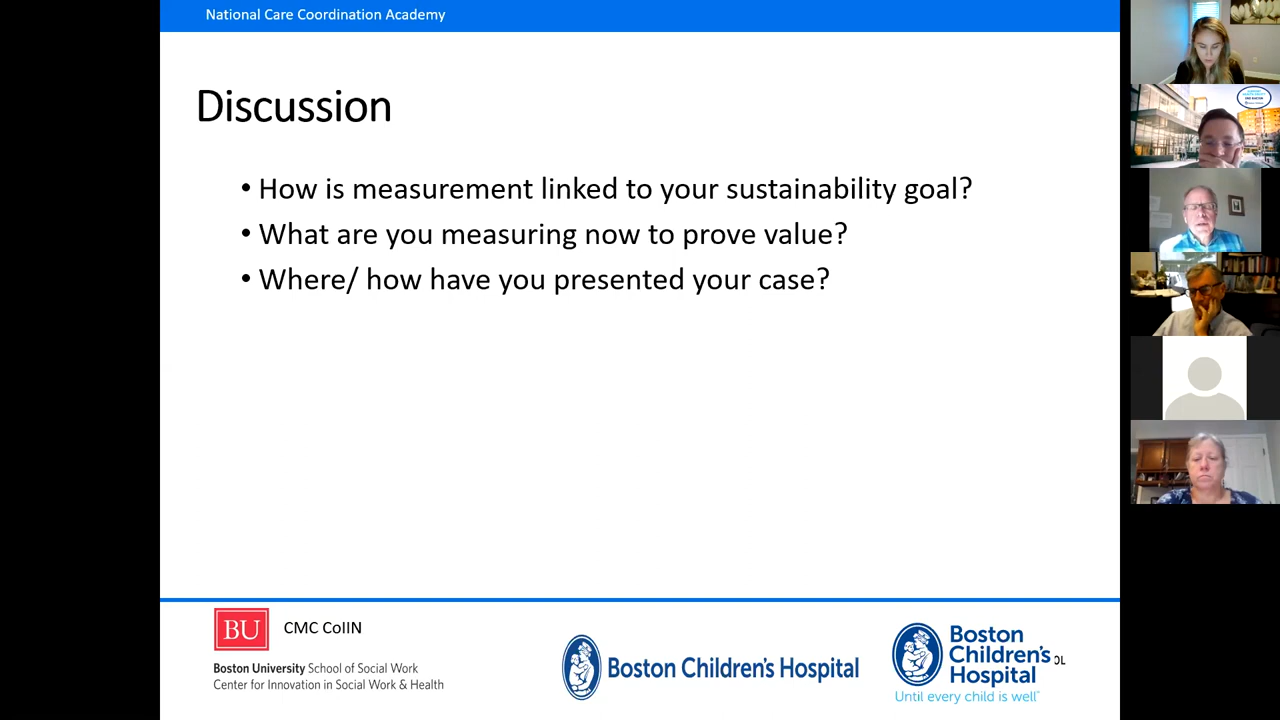 National Care Coordination Academy
Discussion
• How is measurement linked to your sustainability goal?
• What are you measuring now to prove value?
• Where/ how have you presented your case?
BU
CMC CoIIN
Boston University School of Social Work
Center for Innovation in Social Work & Health
Boston Children's Hospital
Boston
Children's
Hospital
Until every child is well™
OL